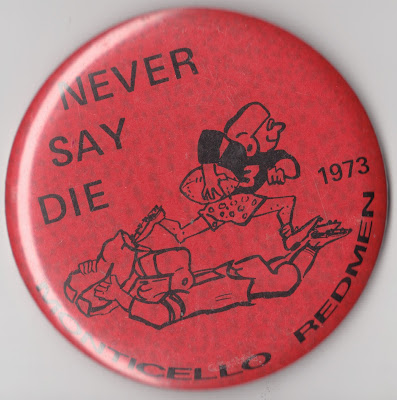 NEVER
SAY
DIE
1973
MONTICELLO REDMEN